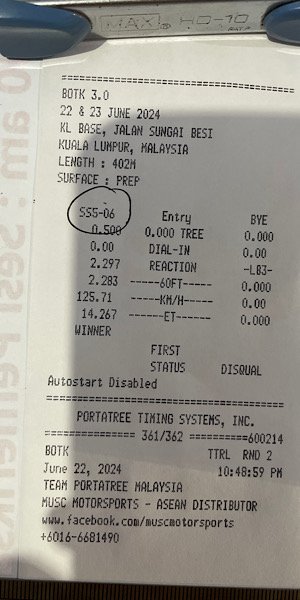 MAX HD-10
==============================
BOTK 3.0
22 & 23 JUNE 2024
KL BASE, JALAN SUNGAI BESI
KUALA LUMPUR, MALAYSIA
LENGTH : 402M
SURFACE : PREP
SS5-06 Entry BYE
0.500 0.000 TREE 0.000
0.00 DIAL-IN 0.00
2.297 REACTION -LB3-
2.283 ------60FT----- 0.000
125.71 -----KM/H----- 0.00
14.267 ------ET------- 0.000
WINNER
FIRST
STATUS DISQUAL
Autostart Disabled
==============================
PORTATREE TIMING SYSTEMS, INC.
============== 361/362 ==========600214
BOTK TTRL RND 2
June 22, 2024 10:48:59 PM
TEAM PORTATREE MALAYSIA
MUSC MOTORSPORTS - ASEAN DISTRIBUTOR
www.facebook.com/muscmotorsports
+6016-6681490